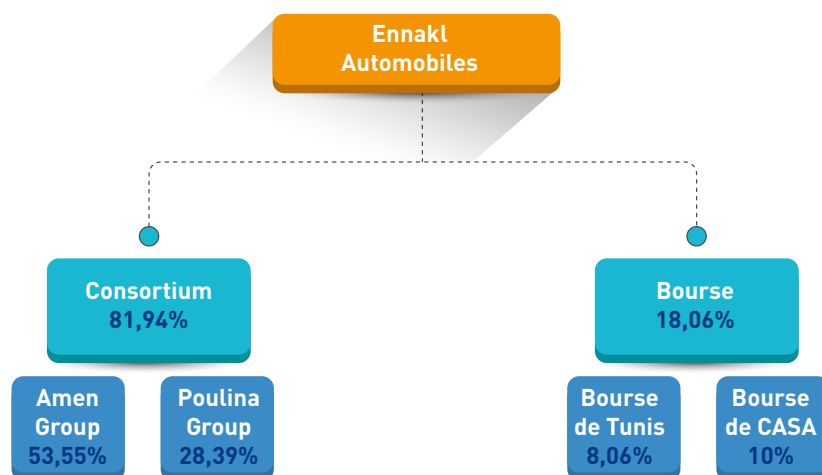 Ennakl
Automobiles
Consortium
81,94%
Bourse
18,06%
Amen
Group
53,55%
Poulina
Group
28,39%
Bourse
de Tunis
8,06%
Bourse
de CASA
10%